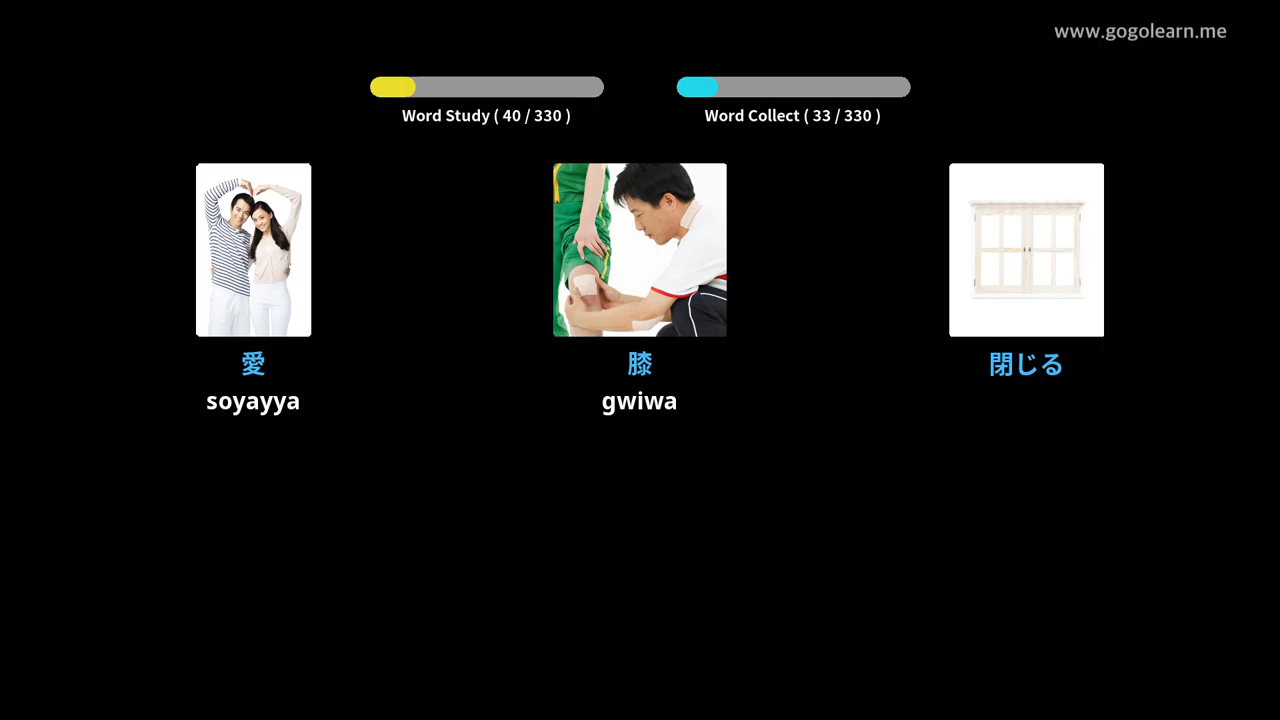 www.gogolearn.me
Word Study ( 40 / 330 )
Word Collect ( 33 / 330 )
愛
soyayya
膝
gwiwa
閉じる